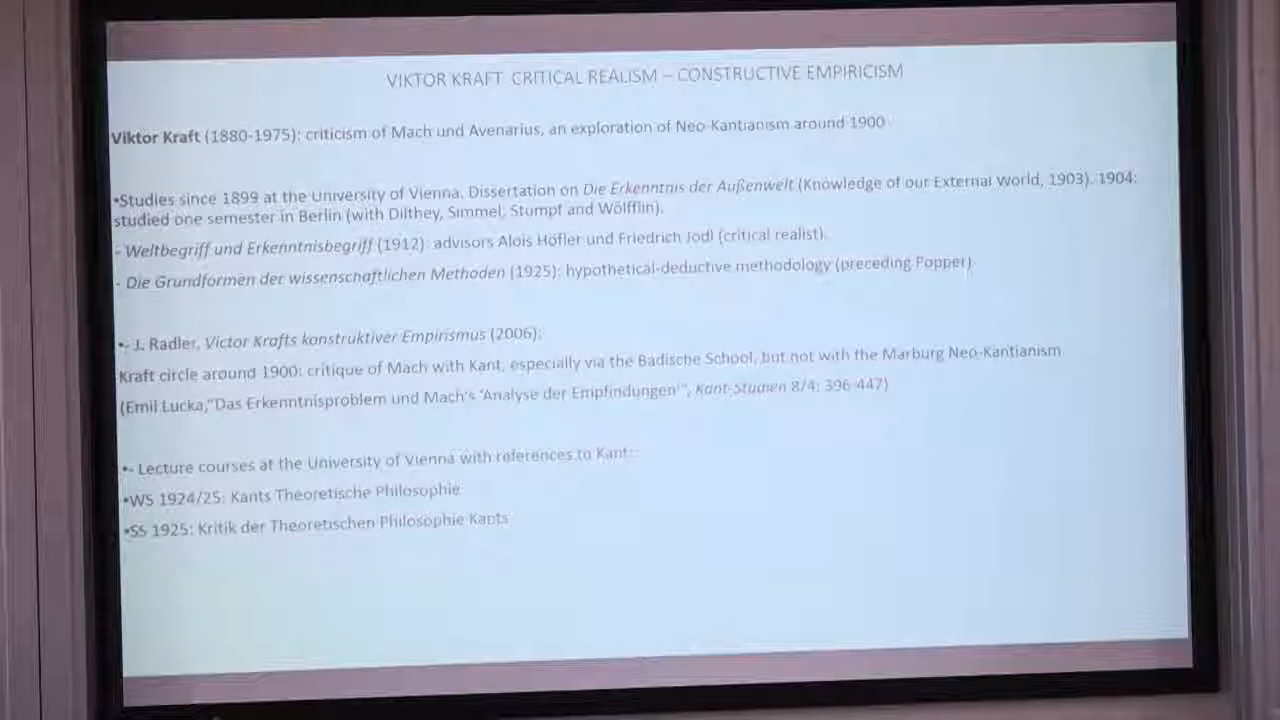 VIKTOR KRAFT CRITICAL REALISM – CONSTRUCTIVE EMPIRICISM
Viktor Kraft (1880-1975): criticism of Mach und Avenarius, an exploration of Neo-Kantianism around 1900
•Studies since 1899 at the University of Vienna. Dissertation on Die Erkenntnis der Außenwelt (Knowledge of our External World, 1903). 1904:
studied one semester in Berlin (with Dilthey, Simmel, Stumpf and Wölfflin).
- Weltbegriff und Erkenntnisbegriff (1912): advisors Alois Höfler und Friedrich Jodl (critical realist).
- Die Grundformen der wissenschaftlichen Methoden (1925): hypothetical-deductive methodology (preceding Popper)
•- J. Radler, Victor Krafts konstruktiver Empirismus (2006):
Kraft circle around 1900: critique of Mach with Kant, especially via the Badische School, but not with the Marburg Neo-Kantianism
(Emil Lucka,"Das Erkenntnisproblem und Mach's 'Analyse der Empfindungen'", Kant-Studien 8/4: 396-447)
•- Lecture courses at the University of Vienna with references to Kant::
•WS 1924/25: Kants Theoretische Philosophie
•SS 1925: Kritik der Theoretischen Philosophie Kants